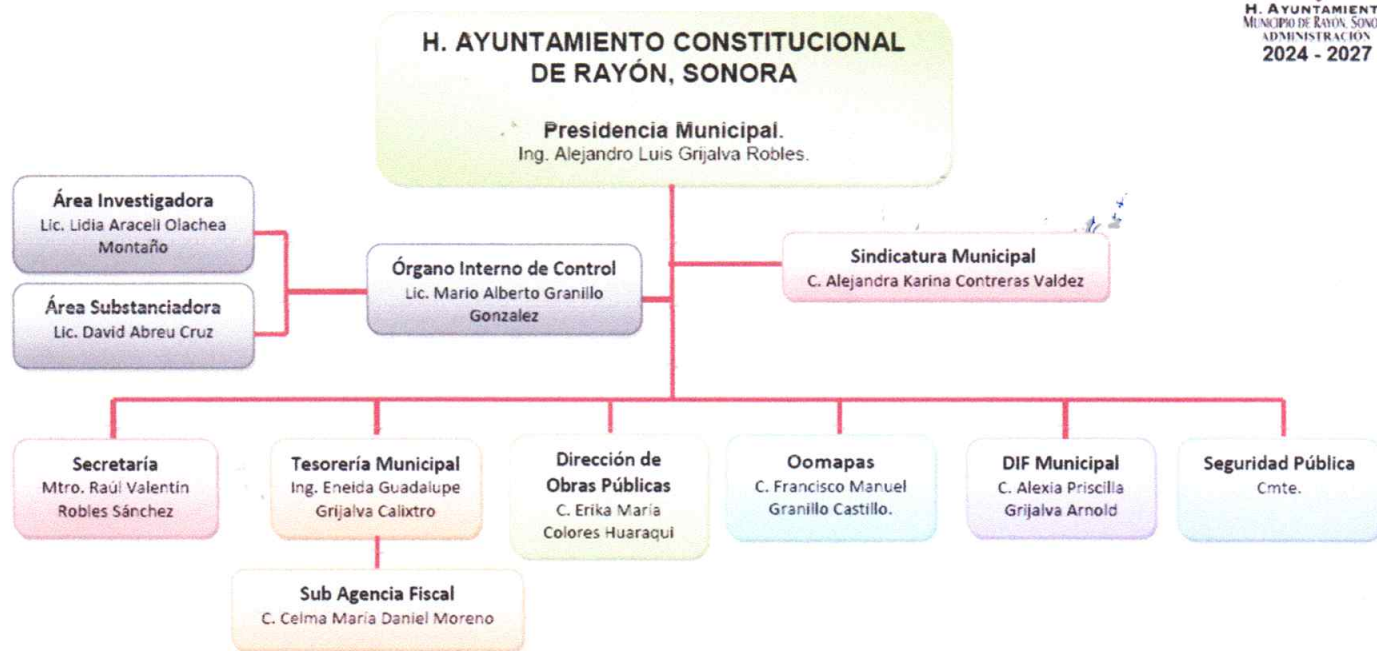 H. AYUNTAMIENT
MUNICIPIO DE RAYÓN, SONO
ADMINISTRACIÓN
2024 - 2027
H. AYUNTAMIENTO CONSTITUCIONAL
DE RAYÓN, SONORA
Presidencia Municipal.
Ing. Alejandro Luis Grijalva Robles.
Área Investigadora
Lic. Lidia Araceli Olachea
Montaño
Área Substanciadora
Lic. David Abreu Cruz
Órgano Interno de Control
Lic. Mario Alberto Granillo
Gonzalez
Sindicatura Municipal
C. Alejandra Karina Contreras Valdez
Secretaría
Mtro. Raúl Valentín
Robles Sánchez
Tesorería Municipal
Ing. Eneida Guadalupe
Grijalva Calixtro
Dirección de
Obras Públicas
C. Erika María
Colores Huaraqui
Oomapas
C. Francisco Manuel
Granillo Castillo.
DIF Municipal
C. Alexia Priscilla
Grijalva Arnold
Seguridad Pública
Cmte.
Sub Agencia Fiscal
C. Celma María Daniel Moreno